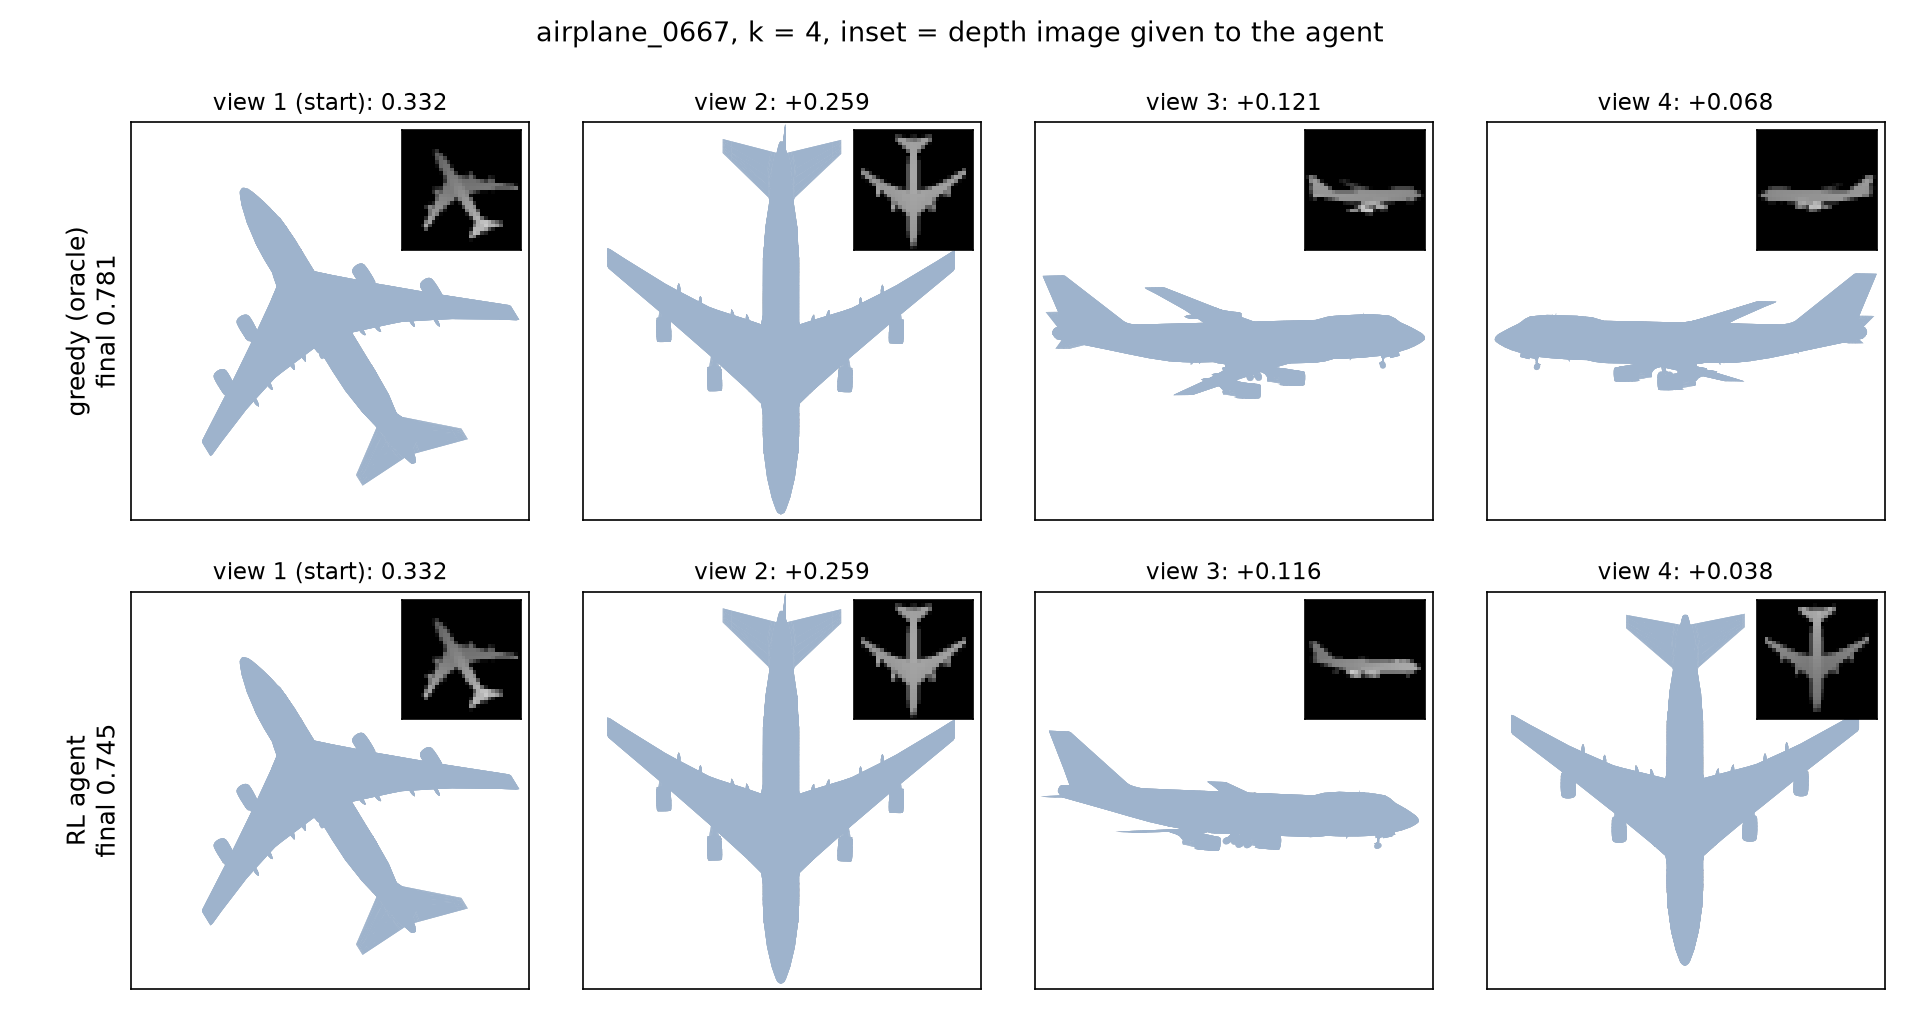 airplane_0667, k = 4, inset = depth image given to the agent
view 1 (start): 0.332
view 2: +0.259
view 3: +0.121
view 4: +0.068
greedy (oracle)
final 0.781
view 1 (start): 0.332
view 2: +0.259
view 3: +0.116
view 4: +0.038
RL agent
final 0.745